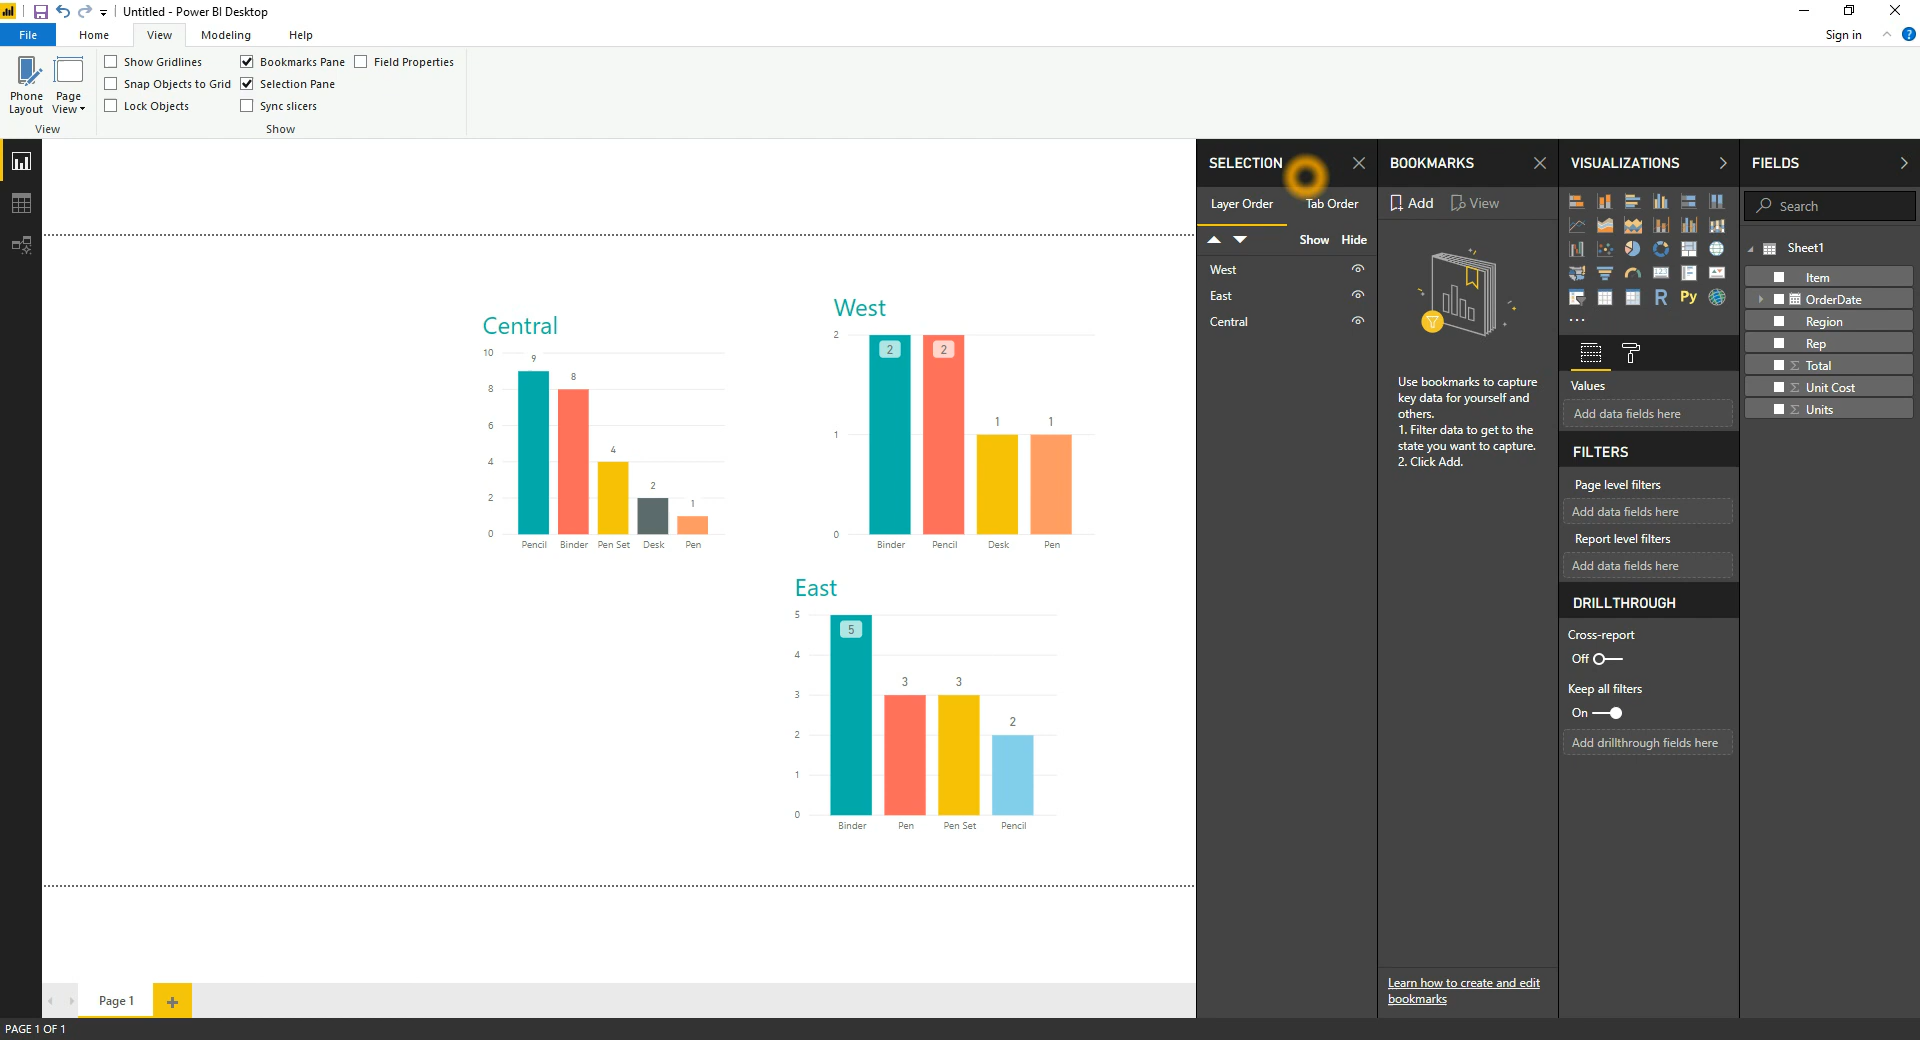 Untitled - Power BI Desktop
File Home View Modeling Help
Sign in
Phone Layout
Page View
Show Gridlines
Snap Objects to Grid
Lock Objects
Bookmarks Pane
Selection Pane
Sync slicers
Field Properties
View
Show
Central
10
8
6
4
2
0
9
8
4
2
1
Pencil Binder Pen Set Desk Pen
West
2
1
0
2
2
1
1
Binder Pencil Desk Pen
East
5
4
3
2
1
0
5
3
3
2
Binder Pen Pen Set Pencil
SELECTION
Layer Order Tab Order
Show Hide
West
East
Central
BOOKMARKS
Add View
Use bookmarks to capture
key data for yourself and
others.
1. Filter data to get to the
state you want to capture.
2. Click Add.
Learn how to create and edit
bookmarks
VISUALIZATIONS
R Py
Values
Add data fields here
FILTERS
Page level filters
Add data fields here
Report level filters
Add data fields here
DRILLTHROUGH
Cross-report
Off
Keep all filters
On
Add drillthrough fields here
FIELDS
Search
Sheet1
Item
OrderDate
Region
Rep
Σ Total
Σ Unit Cost
Σ Units
Page 1
PAGE 1 OF 1